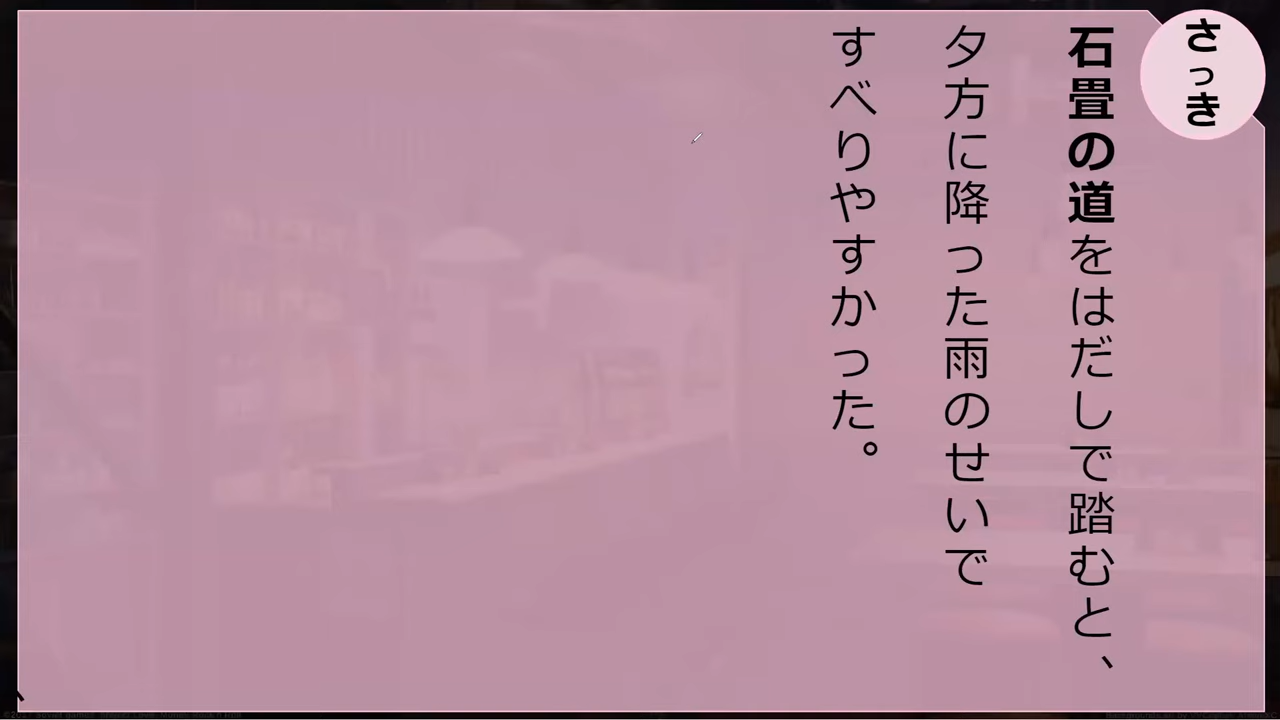 さっき
石畳の道をはだしで踏むと、
夕方に降った雨のせいで
すべりやすかった。